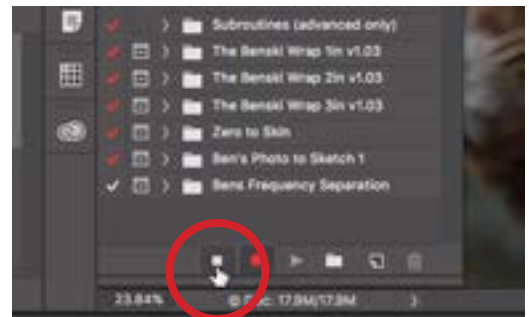 Subroutines (advanced only)
The Benski Wrap 1in v1.03
The Benski Wrap 2in v1.03
The Benski Wrap 3in v1.03
Zero to Skin
Ben's Photo to Sketch 1
Bens Frequency Separation
23.84%
Doc: 17.9M/17.9M